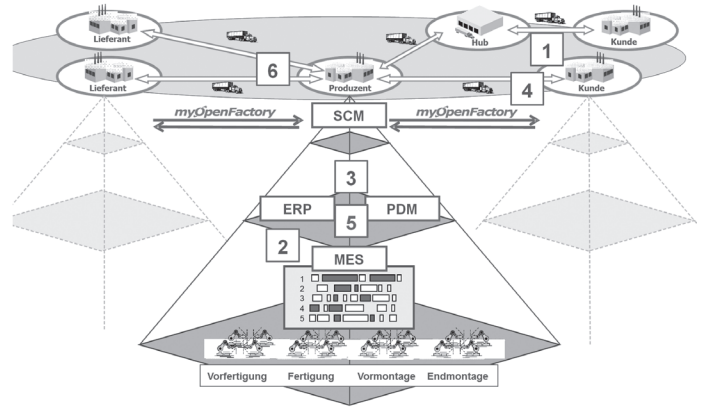 Lieferant
Hub
Kunde
1
6
Lieferant
Produzent
4
Kunde
myOpenFactory
SCM
myOpenFactory
3
ERP
5
PDM
2
MES
1
2
3
4
5
Vorfertigung
Fertigung
Vormontage
Endmontage